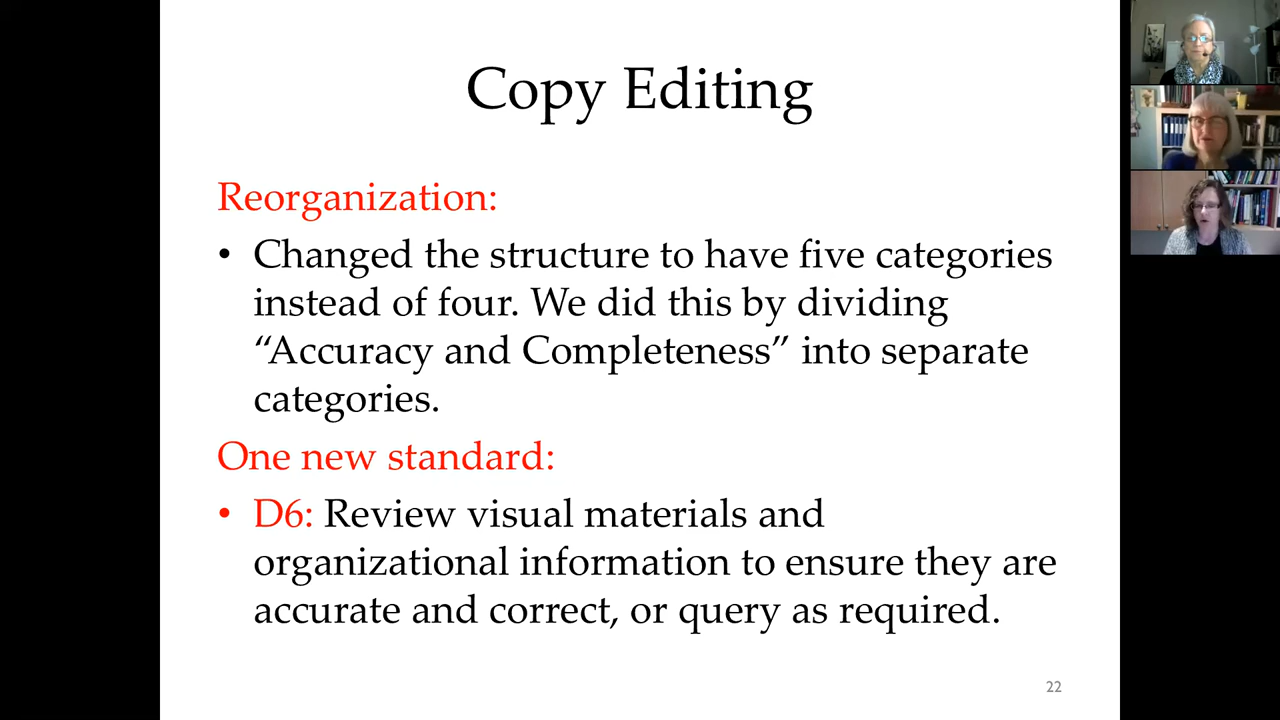 Copy Editing
Reorganization:
• Changed the structure to have five categories
instead of four. We did this by dividing
“Accuracy and Completeness” into separate
categories.
One new standard:
• D6: Review visual materials and
organizational information to ensure they are
accurate and correct, or query as required.
22